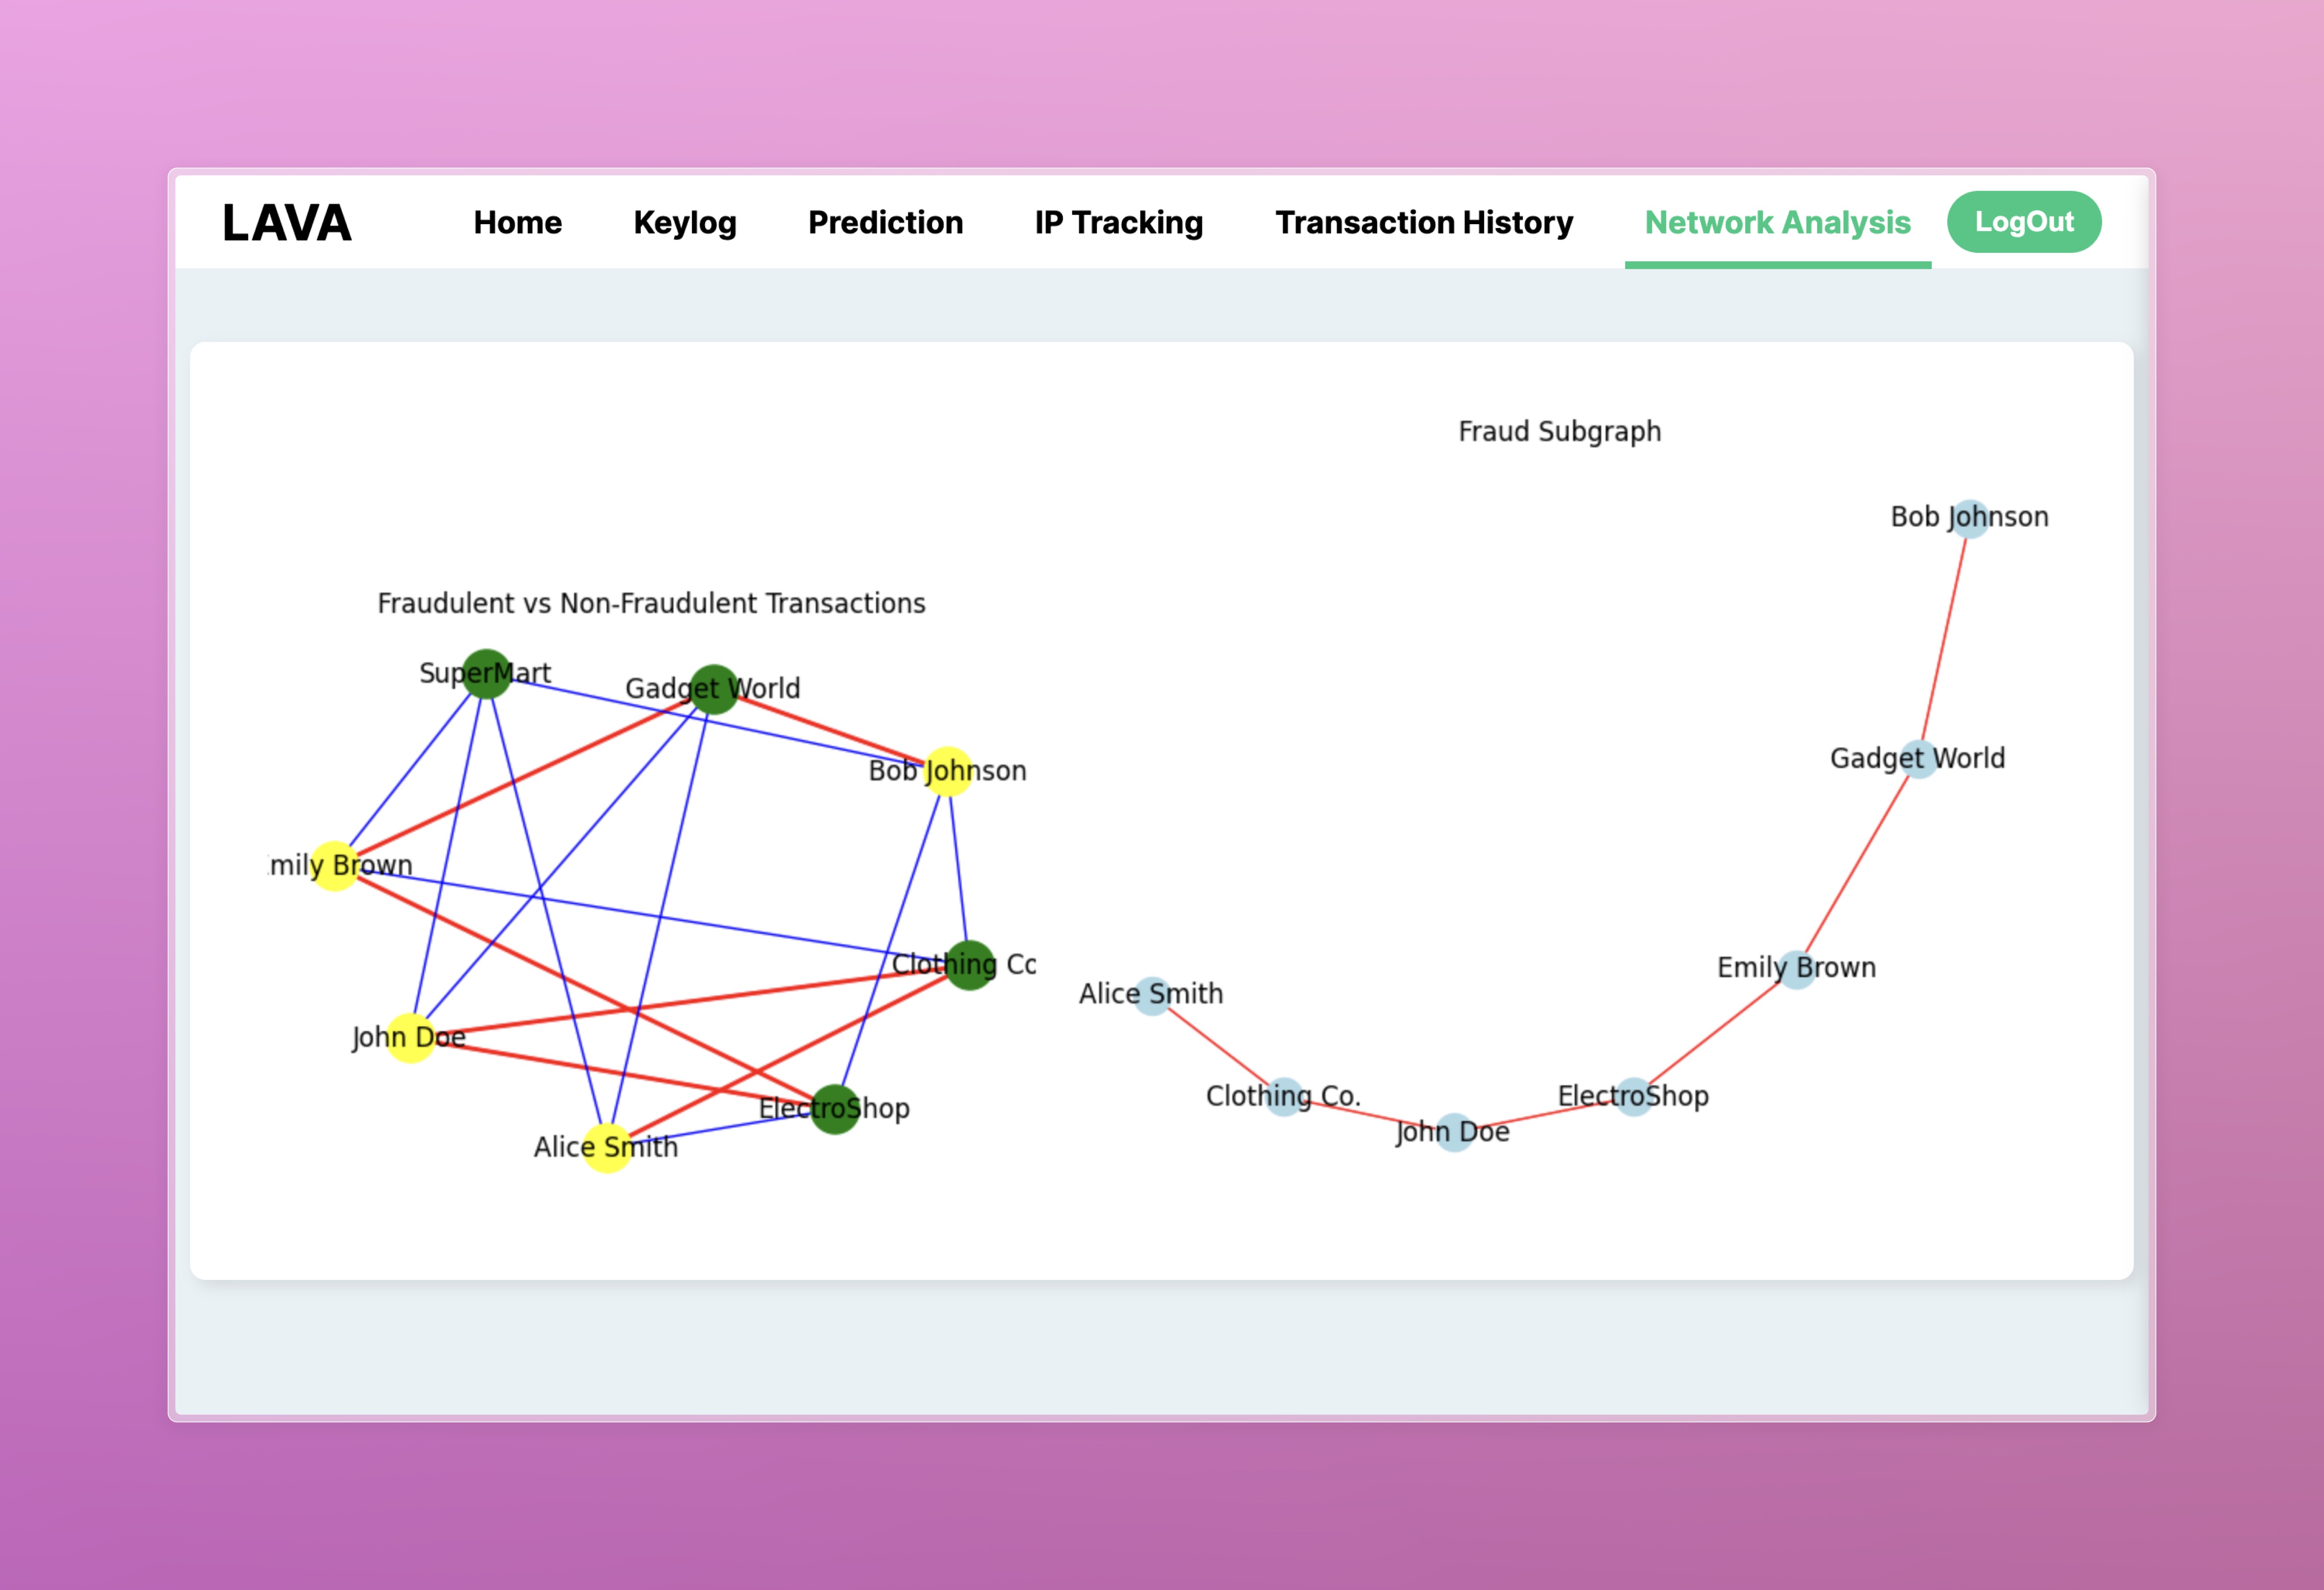 LAVA Home Keylog Prediction IP Tracking Transaction History Network Analysis LogOut
Fraudulent vs Non-Fraudulent Transactions
SuperMart
Gadget World
Bob Johnson
mily Brown
Clothing Co
John Doe
ElectroShop
Alice Smith
Fraud Subgraph
Bob Johnson
Gadget World
Emily Brown
Alice Smith
Clothing Co.
ElectroShop
John Doe